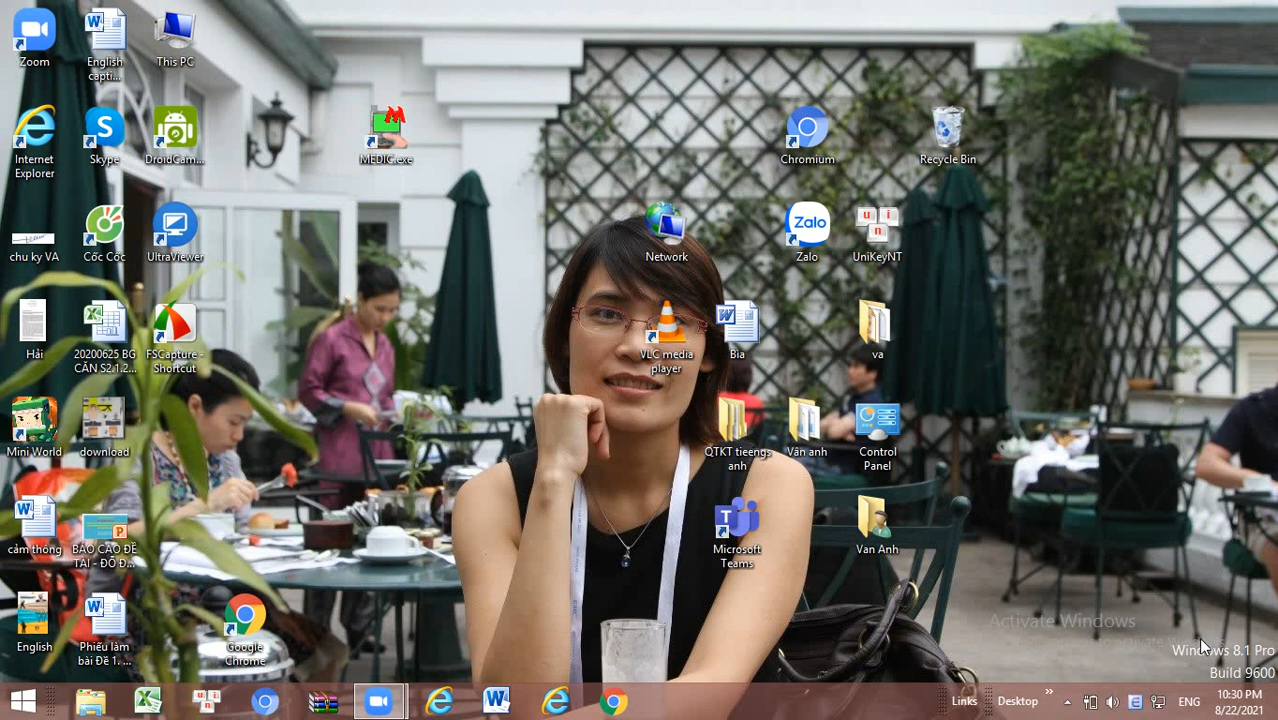 Zoom
English
capti...
This PC
Internet
Explorer
Skype
DroidCam...
MEDIC.exe
Chromium
Recycle Bin
chu ky VA
Cốc Cốc
UltraViewer
Network
Zalo
Zalo
UniKeyNT
Hải
20200625 BG
CÂN S2.1.2...
FSCapture -
Shortcut
VLC media
player
Bia
va
Mini World
download
QTKT tieengs
anh
Vân anh
Control
Panel
cảm thông
BÁO CÁO ĐỀ
TÀI - ĐỖ Đ...
Microsoft
Teams
Van Anh
English
Phiếu làm
bài Đề 1. ...
Google
Chrome
Activate Windows
Windows 8.1 Pro
Build 9600
Links
Desktop
ENG
10:30 PM
8/22/2021